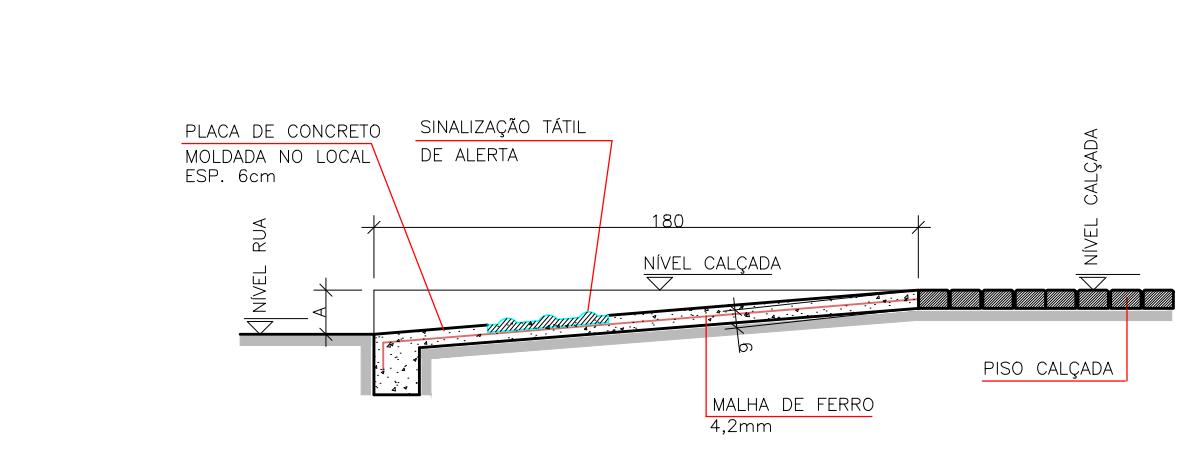 PLACA DE CONCRETO
MOLDADA NO LOCAL
ESP. 6cm
SINALIZAÇÃO TÁTIL
DE ALERTA
180
NÍVEL RUA
NÍVEL CALÇADA
NÍVEL CALÇADA
A
6
PISO CALÇADA
MALHA DE FERRO
4,2mm